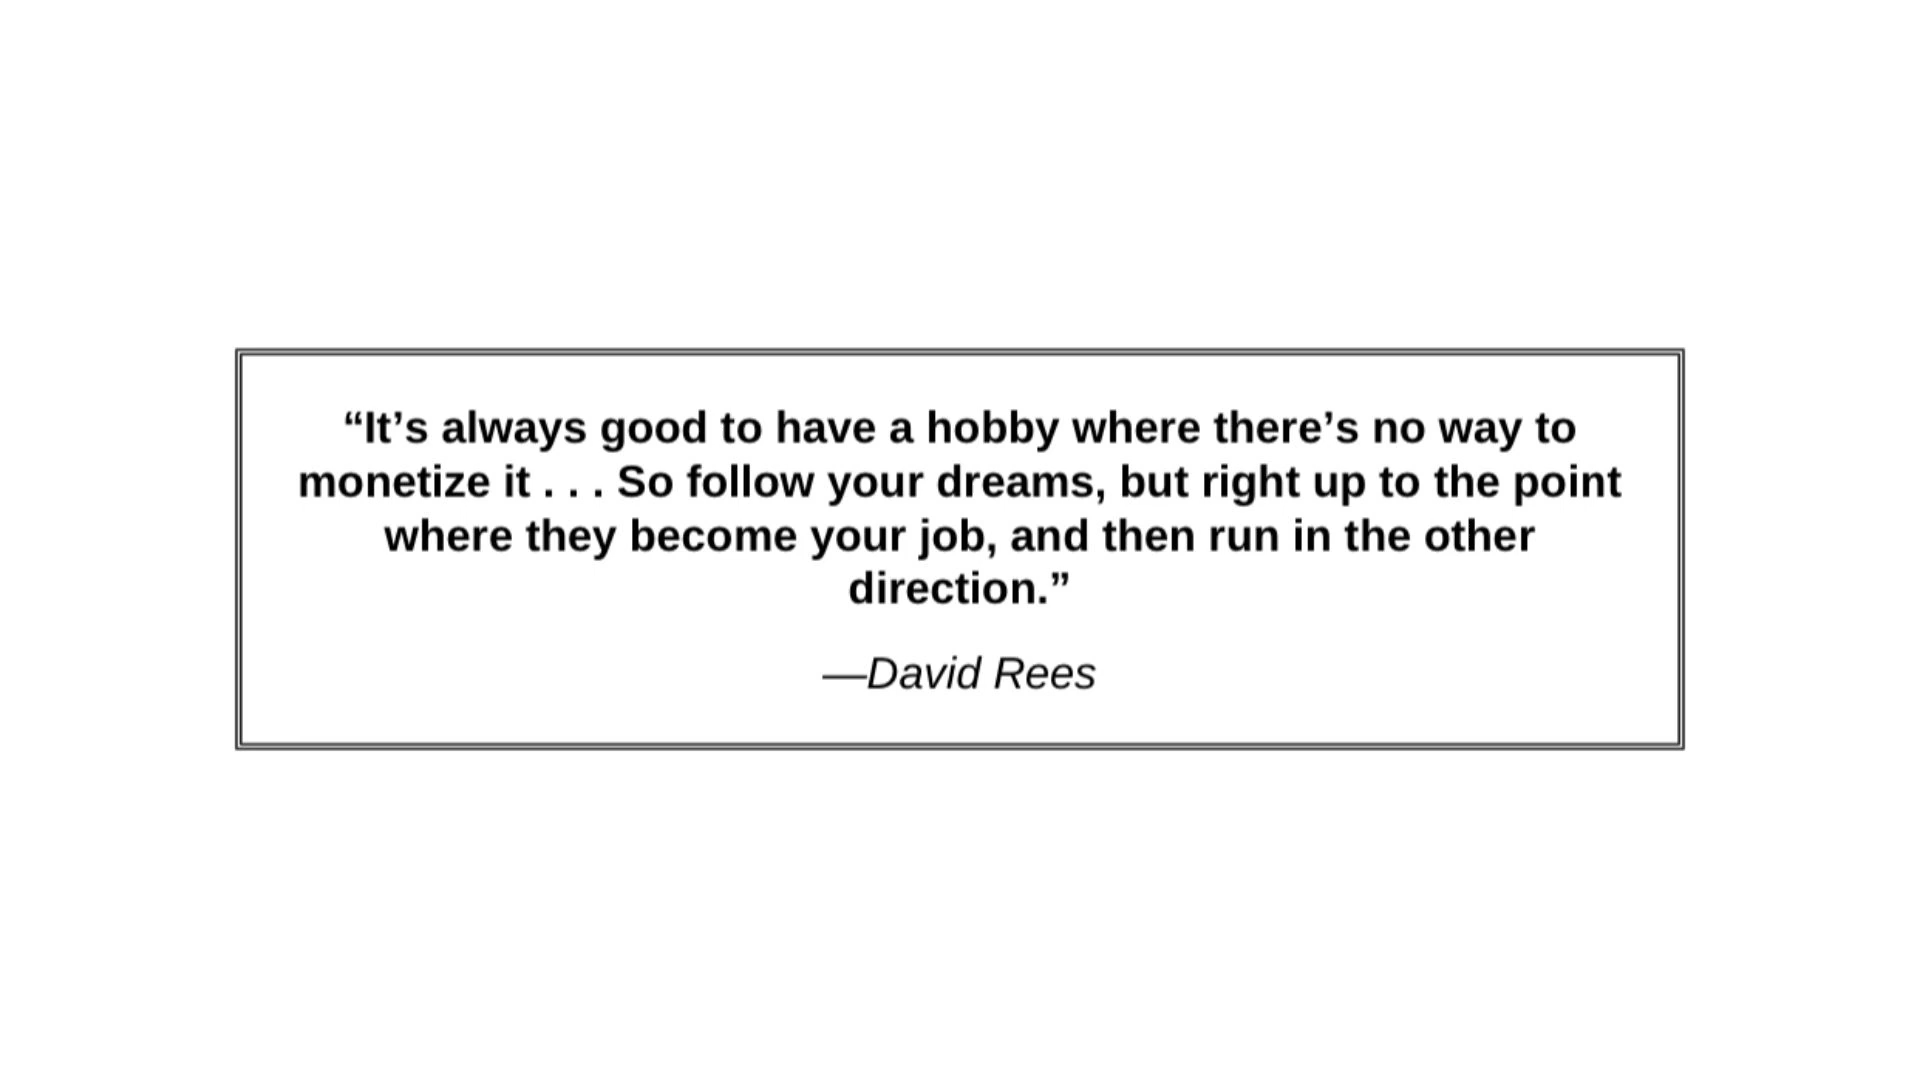 “It’s always good to have a hobby where there’s no way to
monetize it . . . So follow your dreams, but right up to the point
where they become your job, and then run in the other
direction.”
—David Rees